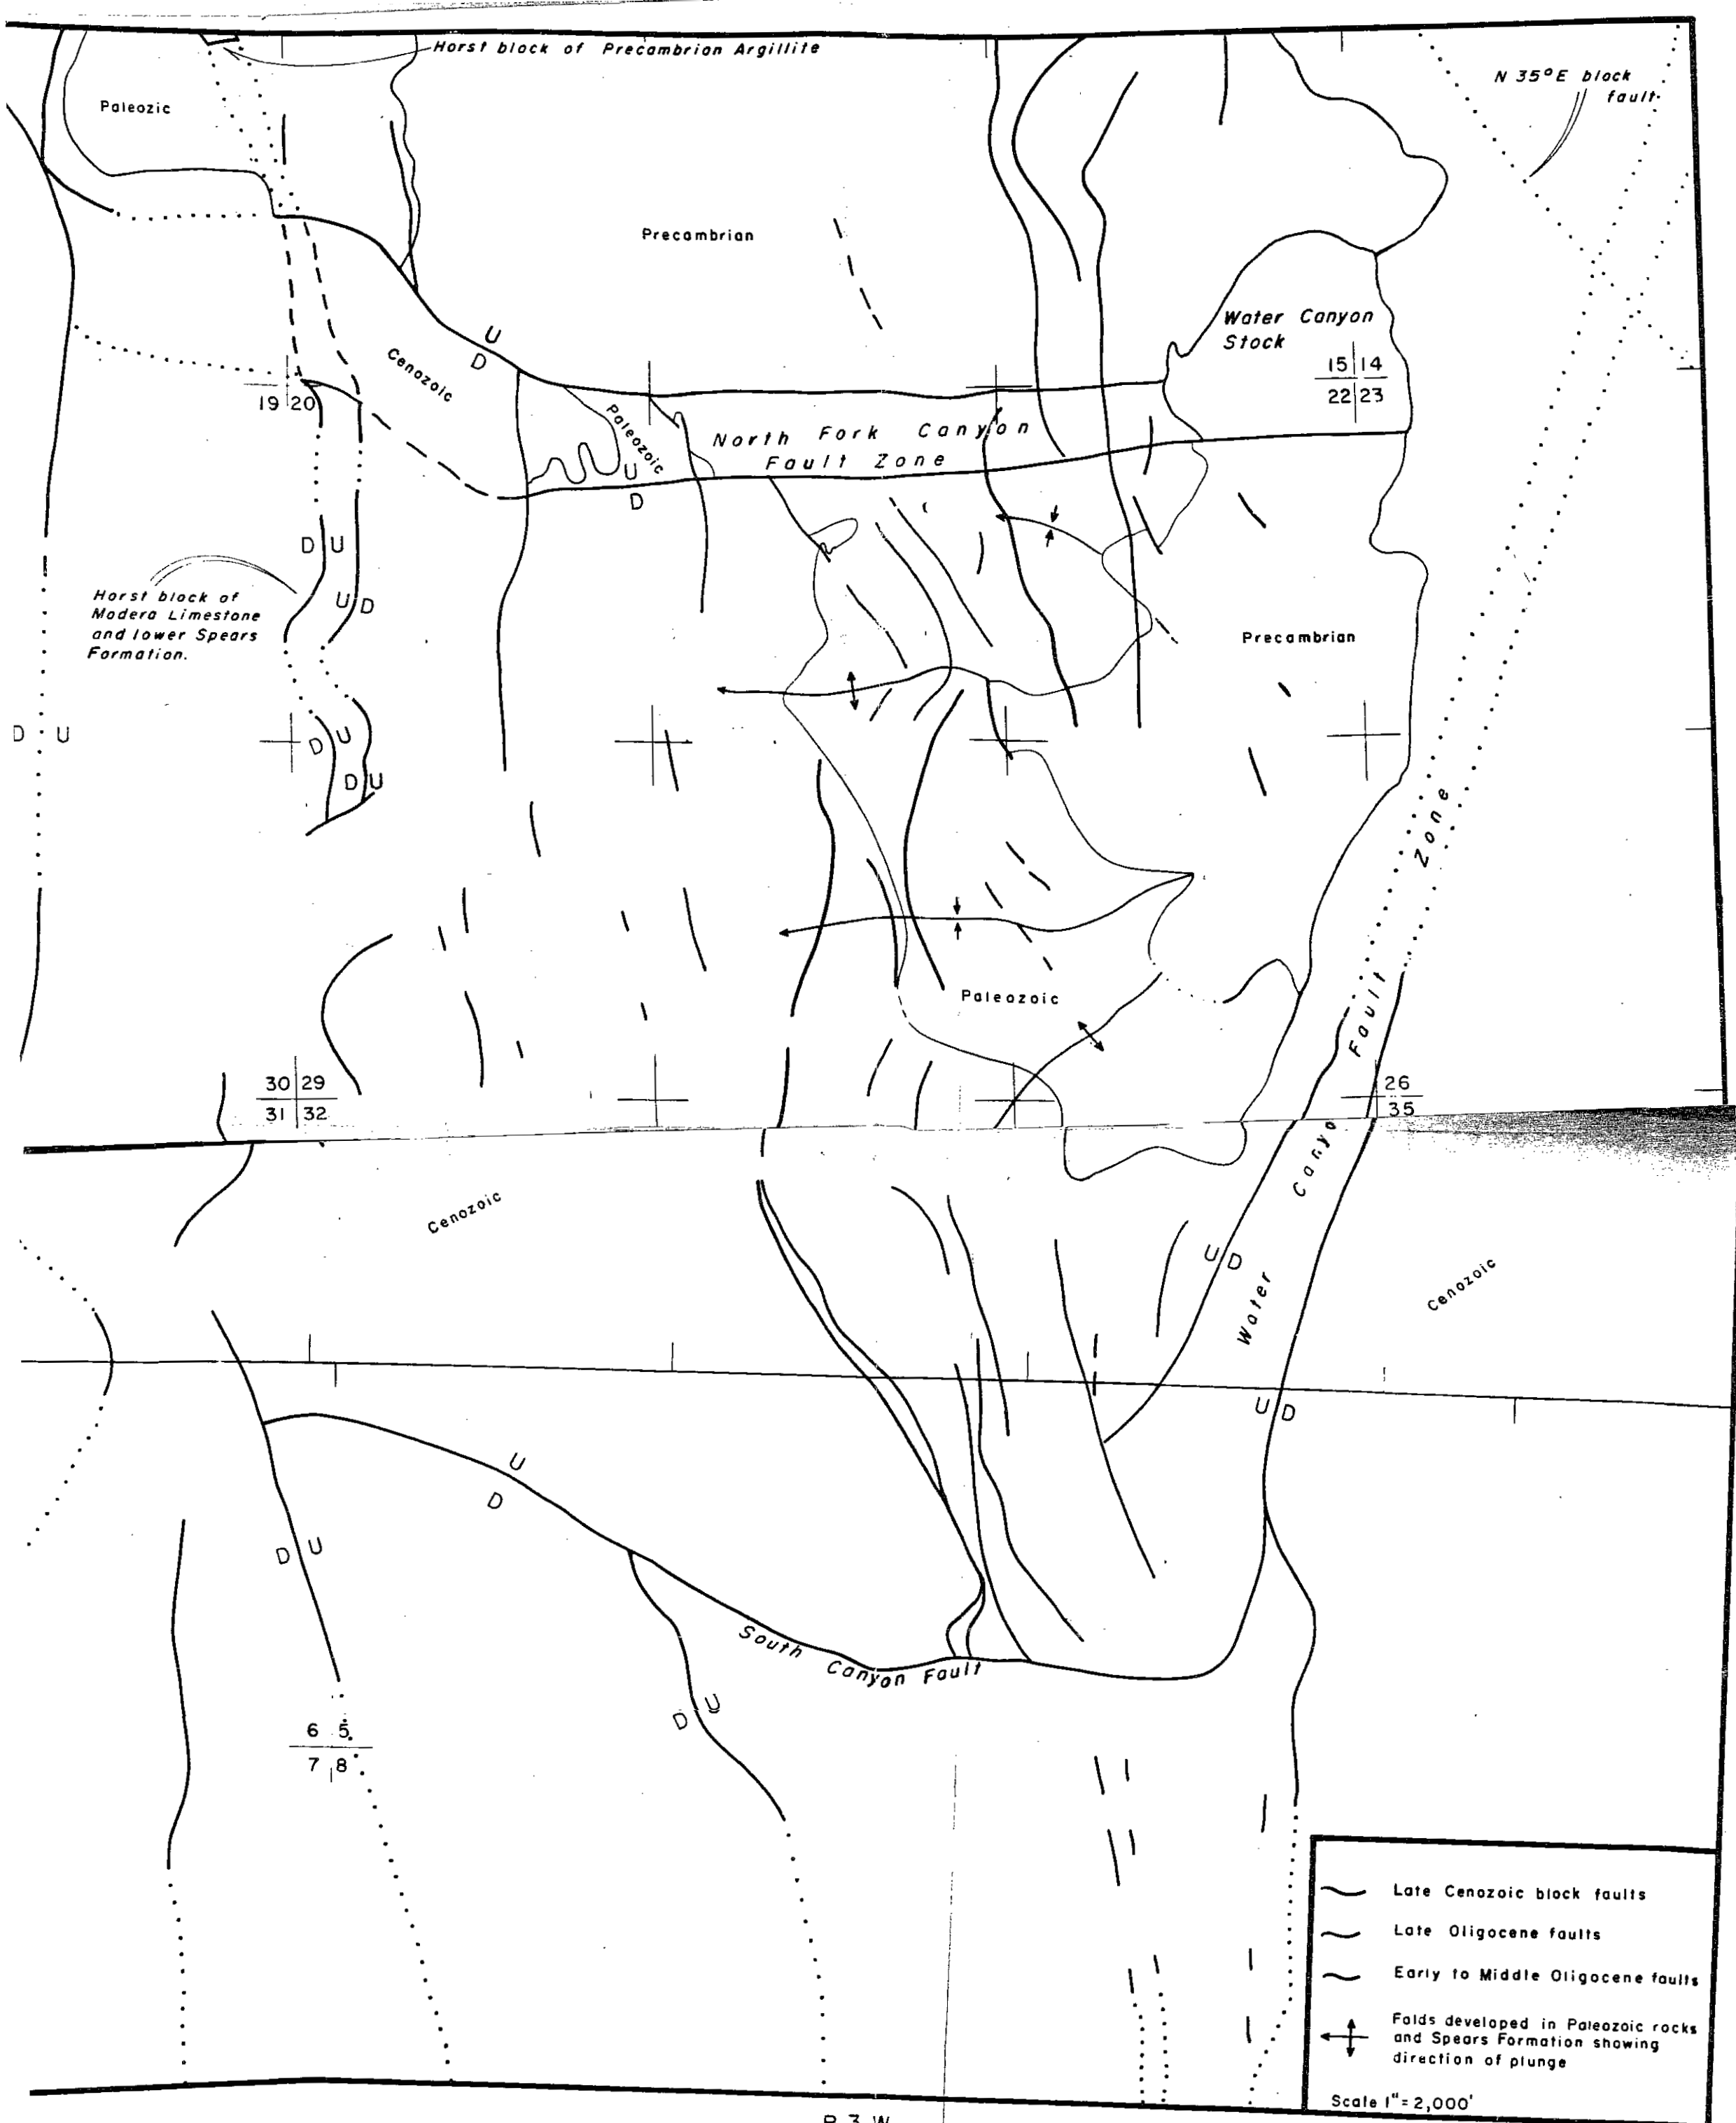 Horst block of Precambrian Argillite
N 35°E block
fault
Paleozic
Precambrian
Water Canyon
Stock
15 14
22 23
U
D
Cenozoic
19 20
Paleozoic
North Fork Canyon
Fault Zone
U
D
D U
U D
Horst block of
Madera Limestone
and lower Spears
Formation.
Precambrian
D U
D U
D U
Paleozoic
30 29
31 32
26
35
Water Canyon Fault Zone
Cenozoic
U D
Cenozoic
U D
U
D
D U
South Canyon Fault
D U
6 5
7 8
Late Cenozoic block faults
Late Oligocene faults
Early to Middle Oligocene faults
Folds developed in Paleozoic rocks
and Spears Formation showing
direction of plunge
Scale 1" = 2,000'
R 3 W